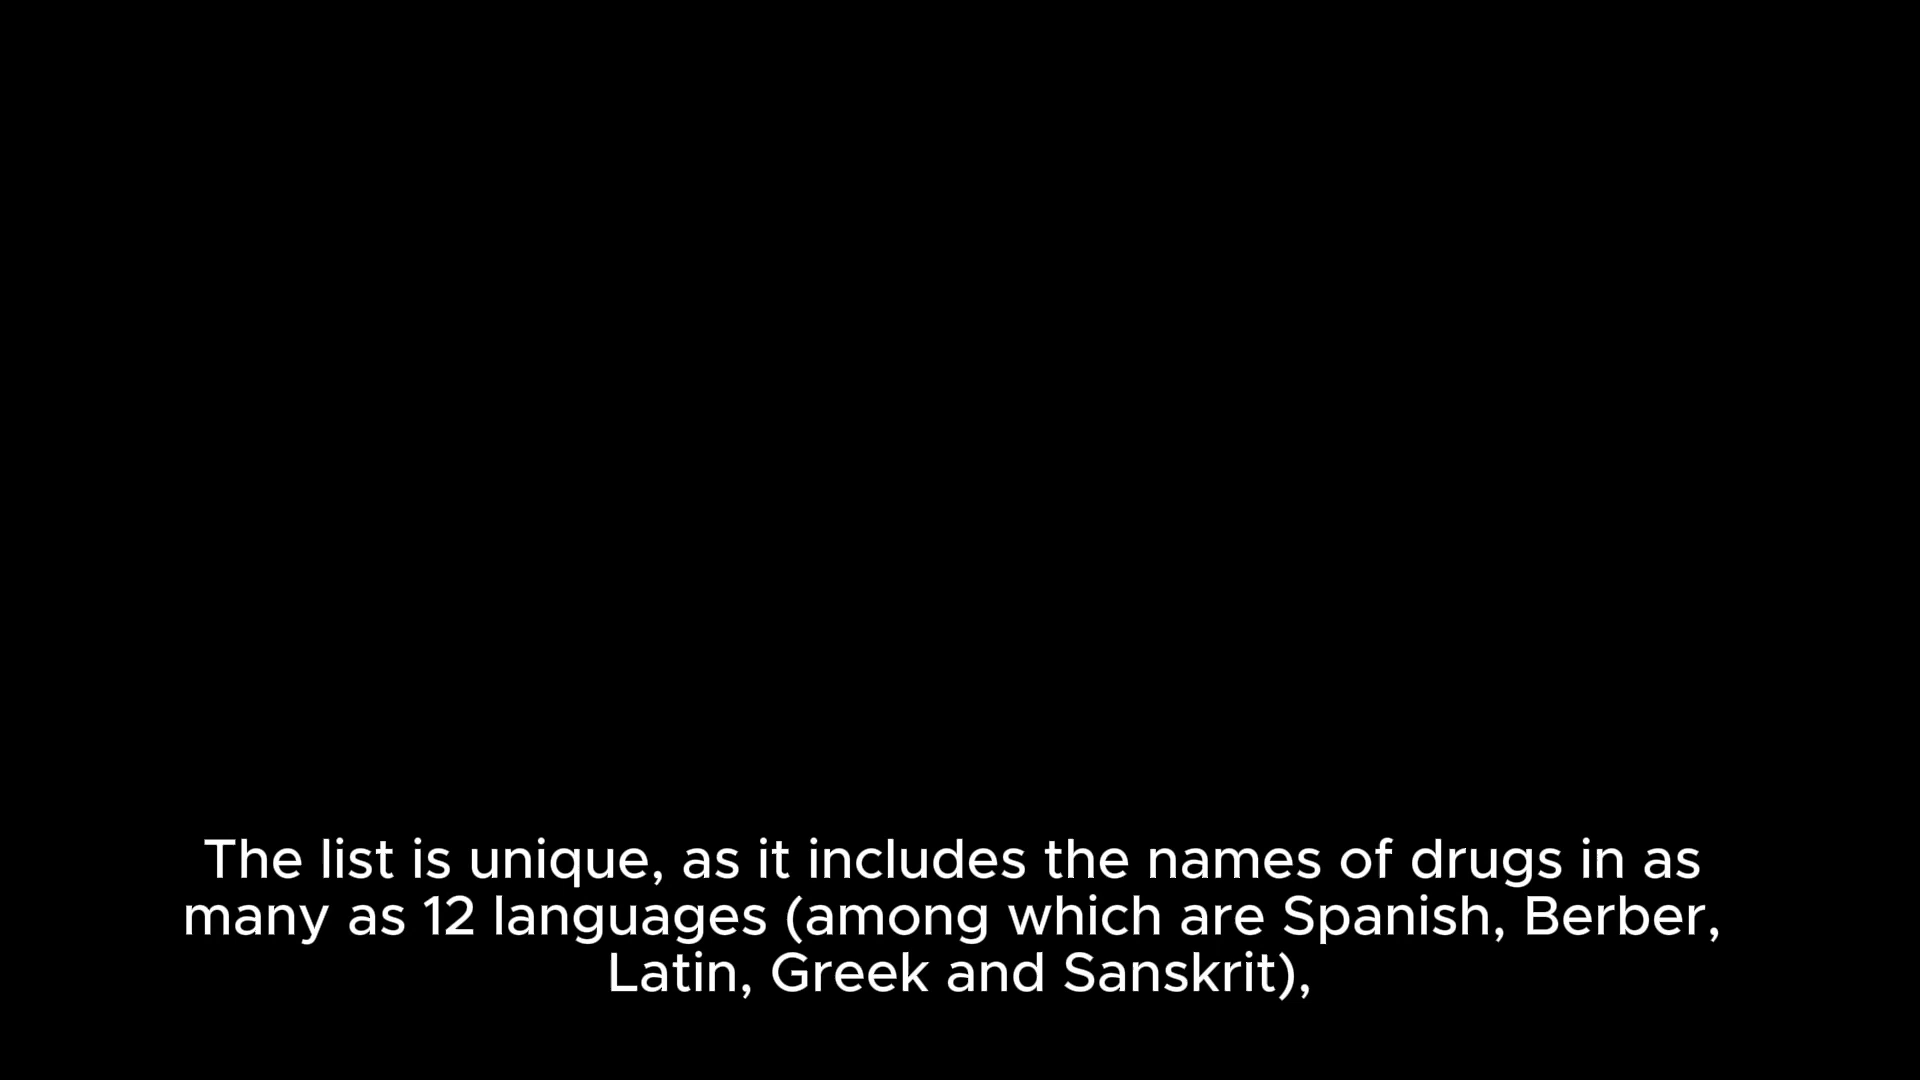 The list is unique, as it includes the names of drugs in as
many as 12 languages (among which are Spanish, Berber,
Latin, Greek and Sanskrit),